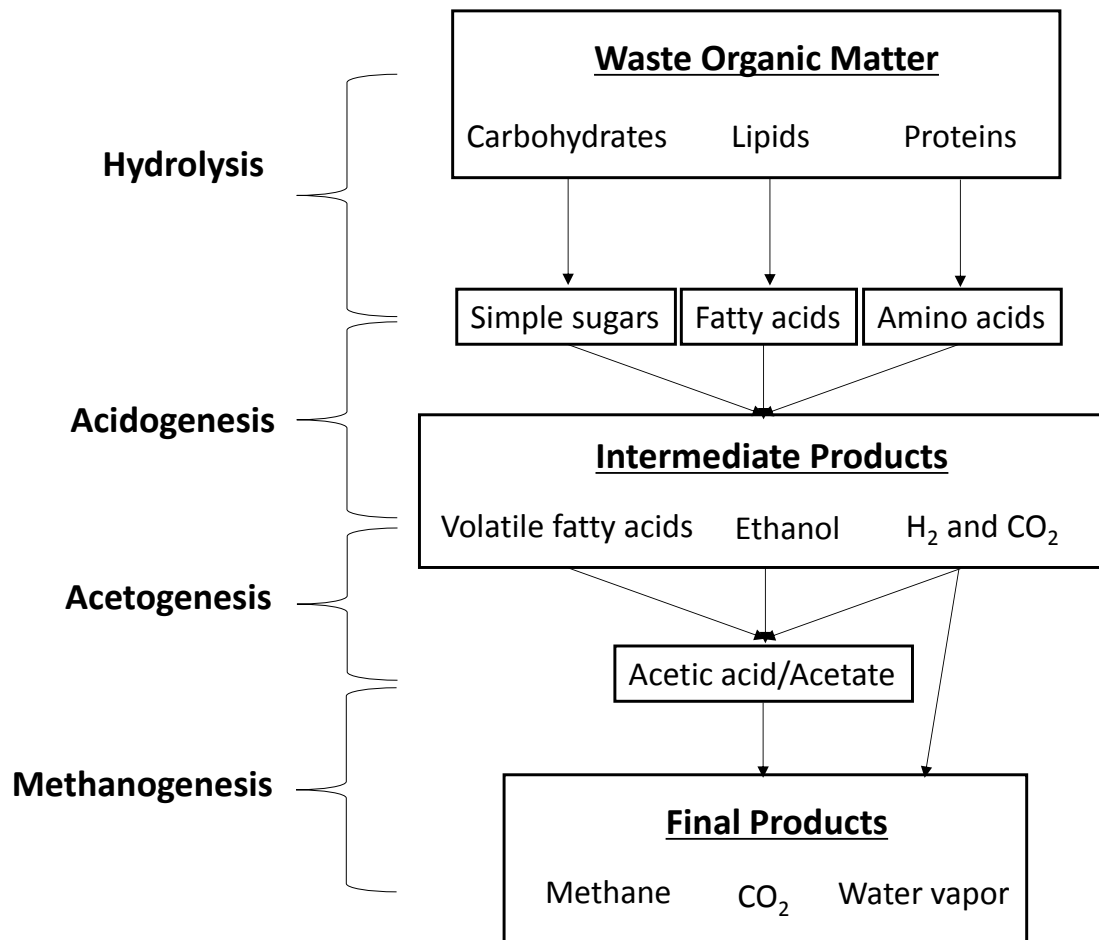 Waste Organic Matter
Carbohydrates Lipids Proteins
Hydrolysis
Simple sugars Fatty acids Amino acids
Acidogenesis
Intermediate Products
Volatile fatty acids Ethanol H₂ and CO₂
Acetogenesis
Acetic acid/Acetate
Methanogenesis
Final Products
Methane CO₂ Water vapor